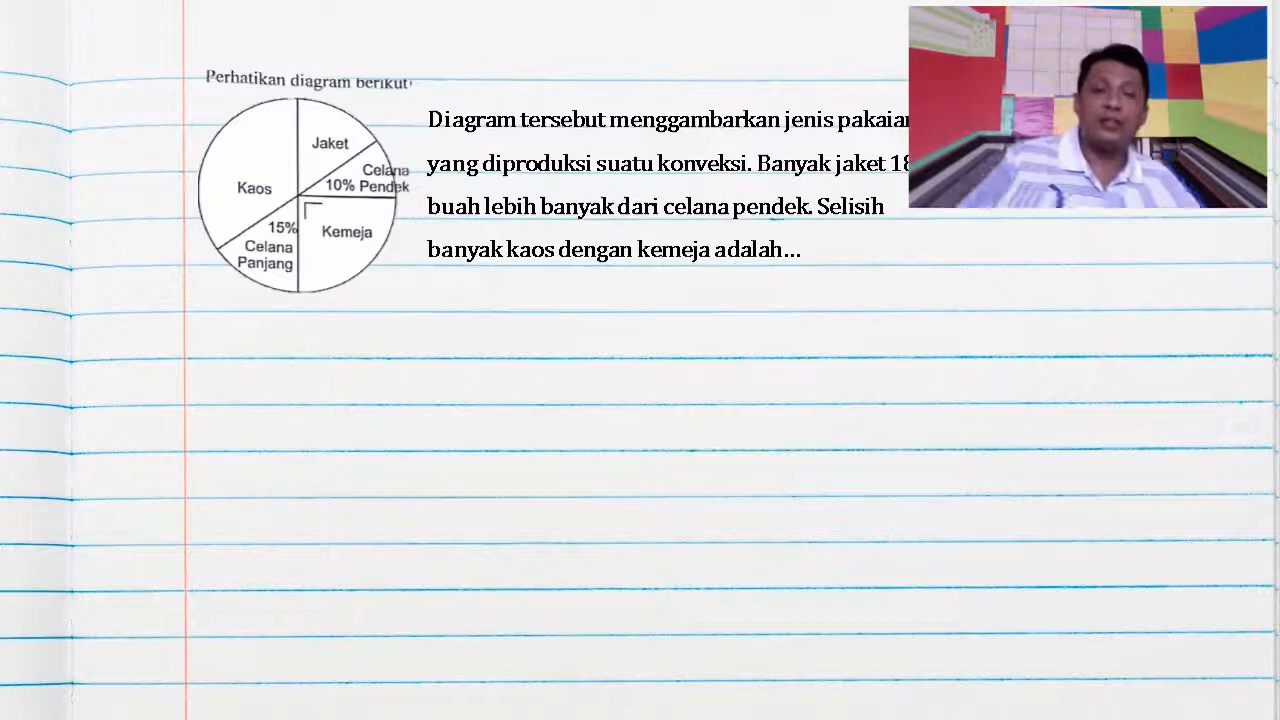 Perhatikan diagram berikut
Jaket
Celana
10% Pendek
Kaos
15%
Kemeja
Celana
Panjang
Diagram tersebut menggambarkan jenis pakaian
yang diproduksi suatu konveksi. Banyak jaket
buah lebih banyak dari celana pendek. Selisih
banyak kaos dengan kemeja adalah...